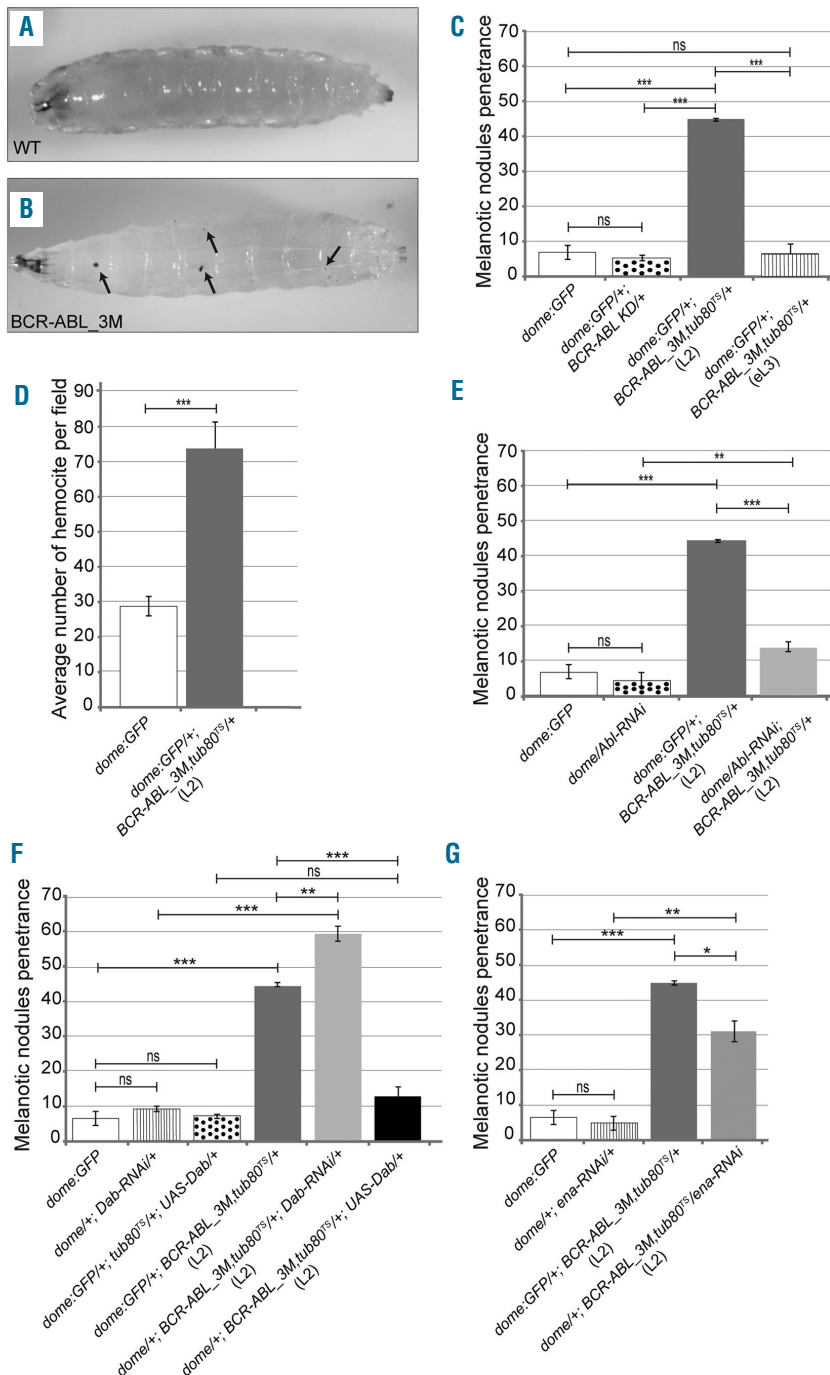 A
WT
B
BCR-ABL_3M
C
Melanotic nodules penetrance
70
60
50
40
30
20
10
0
ns
***
***
***
ns
dome:GFP
dome:GFP/+;
BCR-ABL KD/+
dome:GFP/+;
BCR-ABL_3M,tub80TS/+
(L2)
dome:GFP/+;
BCR-ABL_3M,tub80TS/+
(eL3)
D
Average number of hemocite per field
90
80
70
60
50
40
30
20
10
0
***
dome:GFP
dome:GFP/+;
BCR-ABL_3M,tub80TS/+
(L2)
E
Melanotic nodules penetrance
70
60
50
40
30
20
10
0
**
***
***
ns
dome:GFP
dome/Abl-RNAi
dome:GFP/+;
BCR-ABL_3M,tub80TS/+
(L2)
dome/Abl-RNAi;
BCR-ABL_3M,tub80TS/+
(L2)
F
Melanotic nodules penetrance
70
60
50
40
30
20
10
0
***
ns
**
***
***
ns
ns
dome:GFP
dome/+; Dab-RNAi/+
dome:GFP/+; tub80TS/+; UAS-Dab/+
dome:GFP/+; BCR-ABL_3M,tub80TS/+
(L2)
dome/+; BCR-ABL_3M,tub80TS/+; Dab-RNAi/+
(L2)
dome/+; BCR-ABL_3M,tub80TS/+; UAS-Dab/+
(L2)
G
Melanotic nodules penetrance
70
60
50
40
30
20
10
0
**
***
*
ns
dome:GFP
dome/+; ena-RNAi/+
dome:GFP/+; BCR-ABL_3M,tub80TS/+
(L2)
dome/+; BCR-ABL_3M,tub80TS/ena-RNAi
(L2)